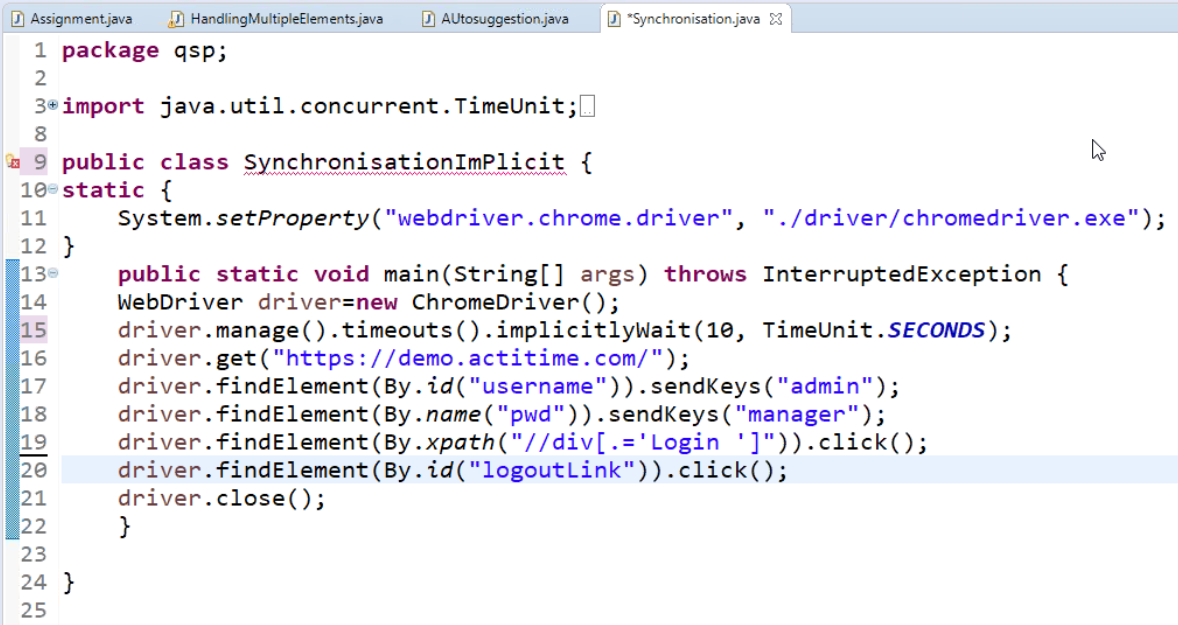 Assignment.java HandlingMultipleElements.java AUtosuggestion.java *Synchronisation.java
1 package qsp;
2
3 import java.util.concurrent.TimeUnit;
8
9 public class SynchronisationImPlicit {
10 static {
11 System.setProperty("webdriver.chrome.driver", "./driver/chromedriver.exe");
12 }
13 public static void main(String[] args) throws InterruptedException {
14 WebDriver driver=new ChromeDriver();
15 driver.manage().timeouts().implicitlyWait(10, TimeUnit.SECONDS);
16 driver.get("https://demo.actitime.com/");
17 driver.findElement(By.id("username")).sendKeys("admin");
18 driver.findElement(By.name("pwd")).sendKeys("manager");
19 driver.findElement(By.xpath("//div[.='Login ']")).click();
20 driver.findElement(By.id("logoutLink")).click();
21 driver.close();
22 }
23
24 }
25